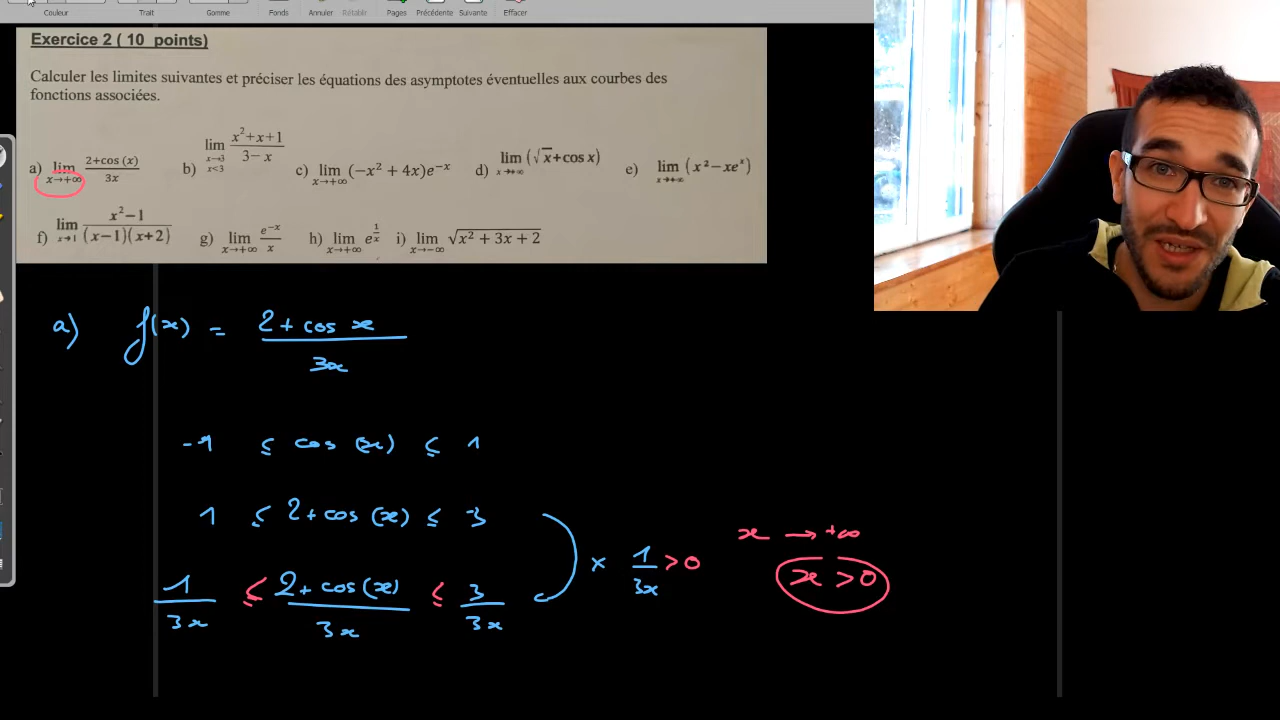 Couleur Trait Gomme Fonds Annuler Rétablir Pages Précédente Suivante Effacer
Exercice 2 ( 10 points)
Calculer les limites suivantes et préciser les équations des asymptotes éventuelles aux courbes des
fonctions associées.
a) lim x→+∞ 2+cos (x) / 3x b) lim x→3 x<3 x²+x+1 / 3−x c) lim x→+∞ (−x² + 4x)e⁻ˣ d) lim x→+∞ (√x+cos x) e) lim x→+∞ (x²−xeˣ)
f) lim x→1 x²−1 / (x−1)(x+2) g) lim x→+∞ e⁻ˣ / x h) lim x→+∞ e^(1/x) i) lim x→−∞ √x² + 3x + 2
a) f(x) = 2 + cos x / 3x
-1 ≤ cos (x) ≤ 1
1 ≤ 2 + cos (x) ≤ 3
x → +∞
× 1 / 3x > 0 x > 0
1 / 3x ≤ 2 + cos(x) / 3x ≤ 3 / 3x